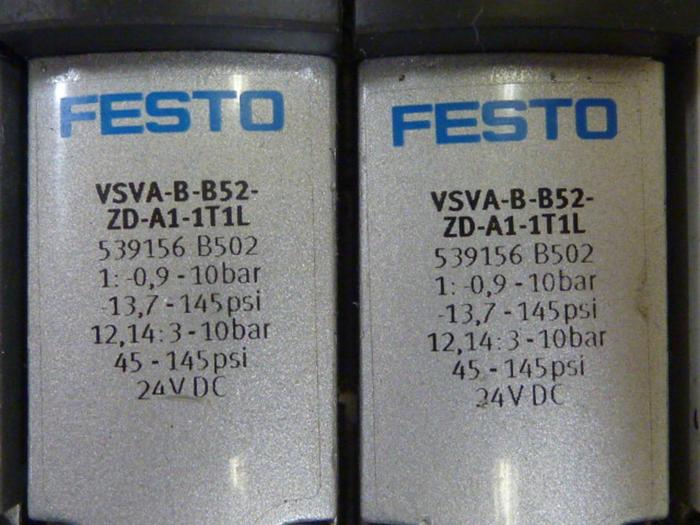 FESTO
VSVA-B-B52-
ZD-A1-1T1L
539156 B502
1: -0,9 - 10bar
-13,7 - 145psi
12,14: 3 - 10bar
45 - 145psi
24V DC
FESTO
VSVA-B-B52-
ZD-A1-1T1L
539156 B502
1: -0,9 - 10bar
-13,7 - 145psi
12,14: 3 - 10bar
45 - 145psi
24V DC